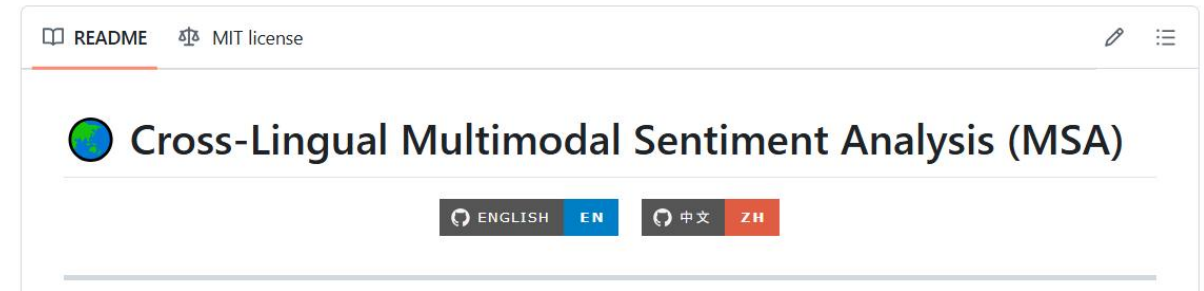 README MIT license
Cross-Lingual Multimodal Sentiment Analysis (MSA)
ENGLISH EN 中文 ZH